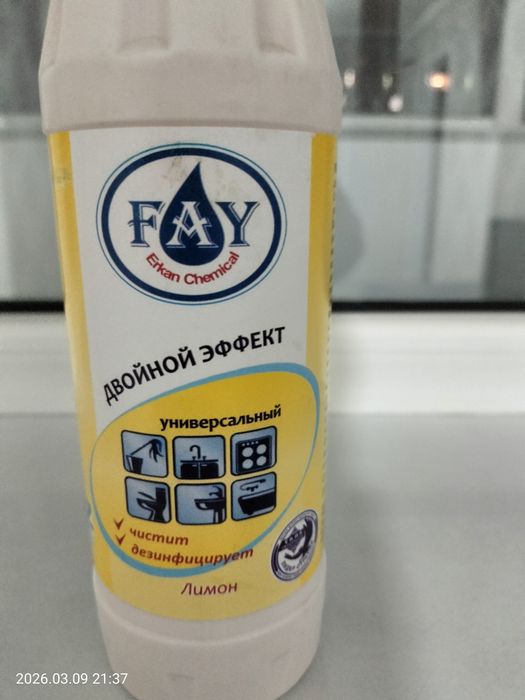 FAY
Erkan Chemical
ДВОЙНОЙ ЭФФЕКТ
универсальный
чистит
дезинфицирует
Лимон
2026.03.09 21:37